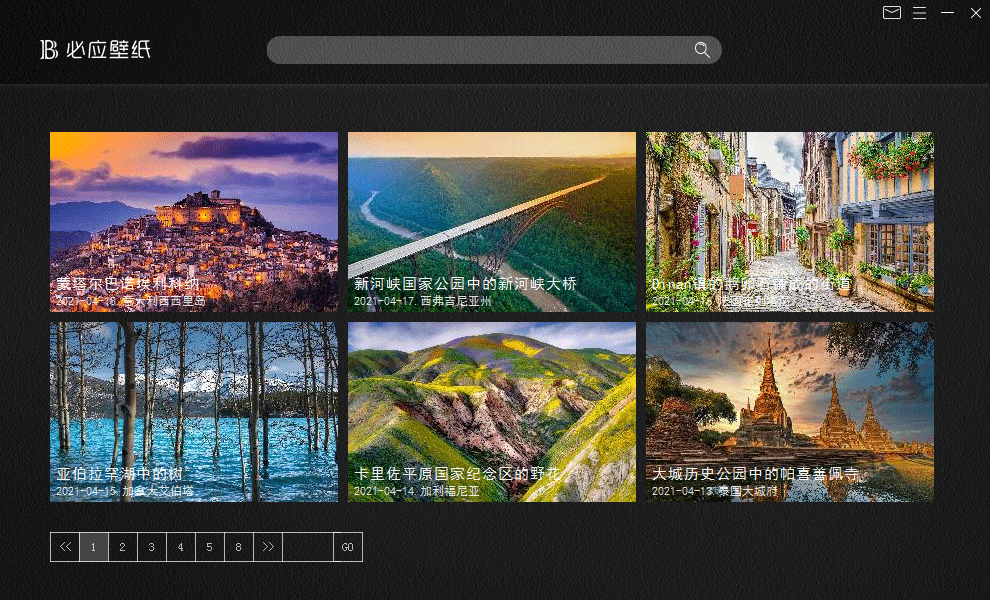 B 必应壁纸
蒙塔尔巴诺埃利科纳
2021-04-18. 意大利西西里岛
新河峡国家公园中的新河峡大桥
2021-04-17. 西弗吉尼亚州
Dinan镇的鹅卵石铺成的街道
2021-04-16.
亚伯拉罕湖中的树
2021-04-15. 加拿大艾伯塔
卡里佐平原国家纪念区的野花
2021-04-14. 加利福尼亚
大城历史公园中的帕喜善佩寺
2021-04-13. 泰国大城府
<< 1 2 3 4 5 8 >> GO